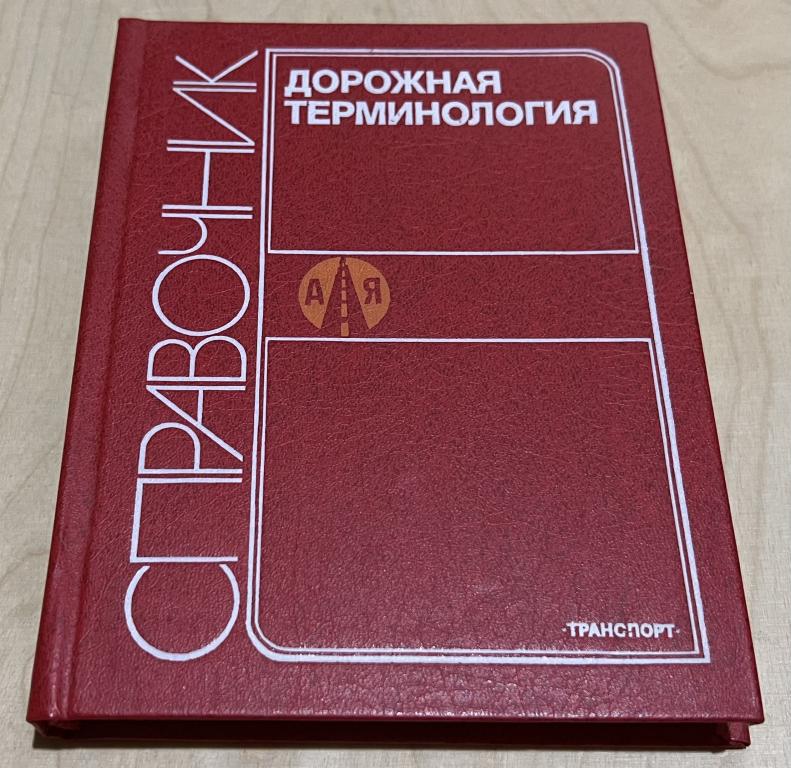 СПРАВОЧНИК
ДОРОЖНАЯ
ТЕРМИНОЛОГИЯ
А Я
·ТРАНСПОРТ·